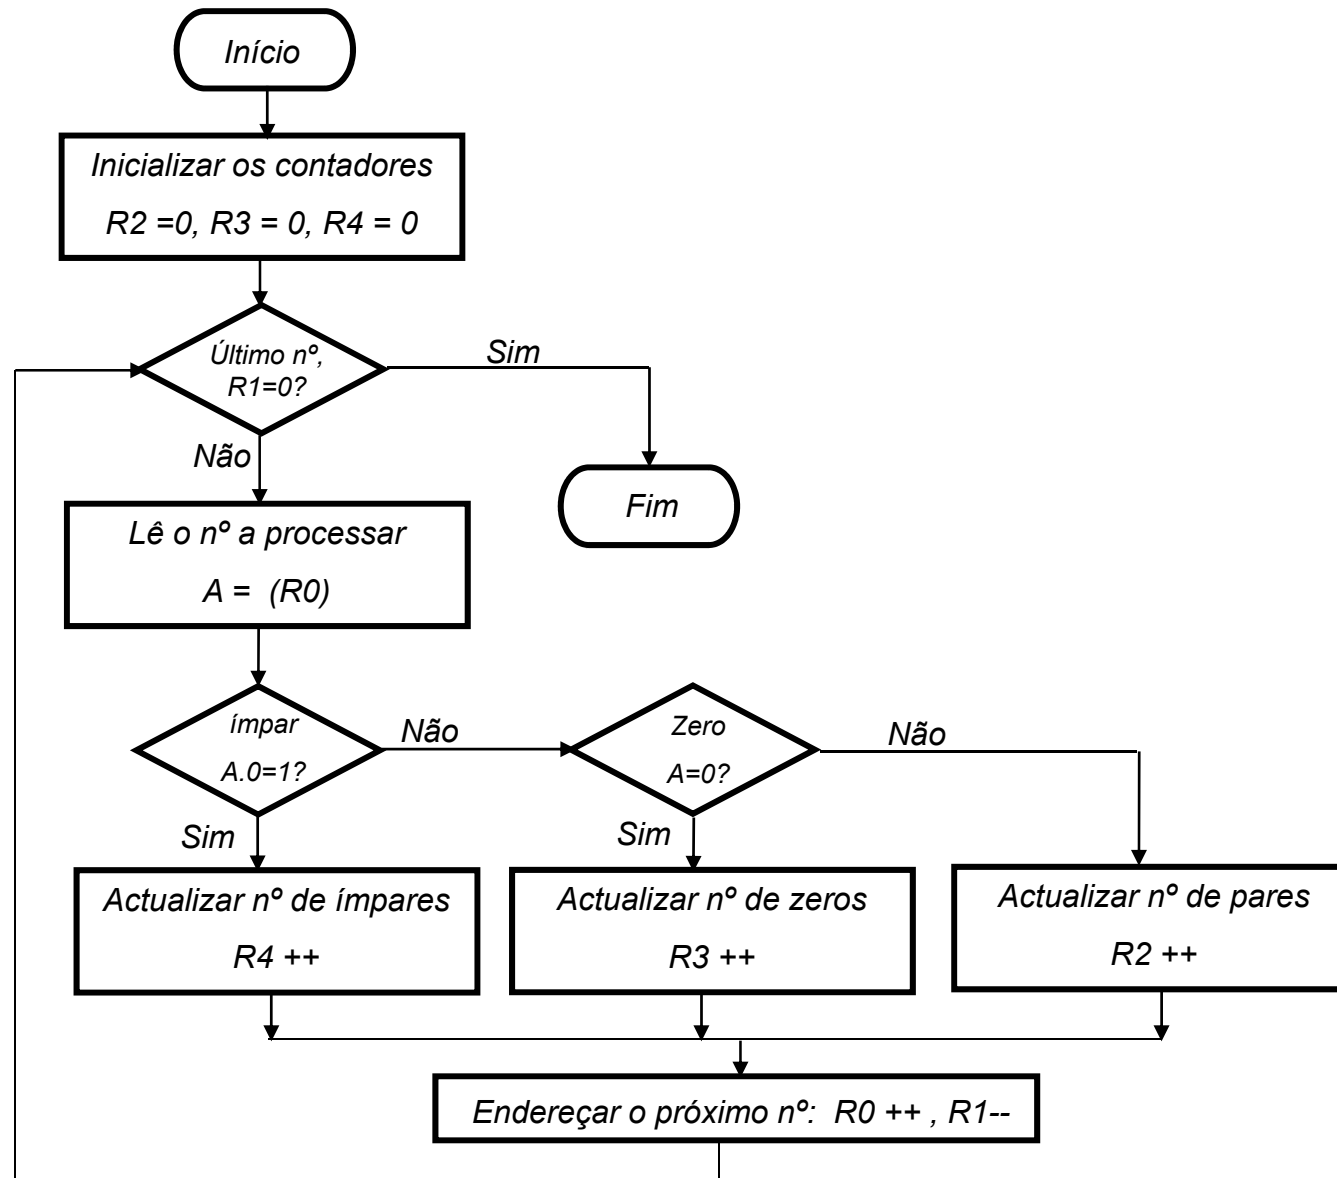 Início
Inicializar os contadores
R2 =0, R3 = 0, R4 = 0
Último nº,
R1=0?
Sim
Não
Fim
Lê o nº a processar
A = (R0)
ímpar
A.0=1?
Não
Zero
A=0?
Não
Sim
Sim
Actualizar nº de ímpares
R4 ++
Actualizar nº de zeros
R3 ++
Actualizar nº de pares
R2 ++
Endereçar o próximo nº: R0 ++ , R1--